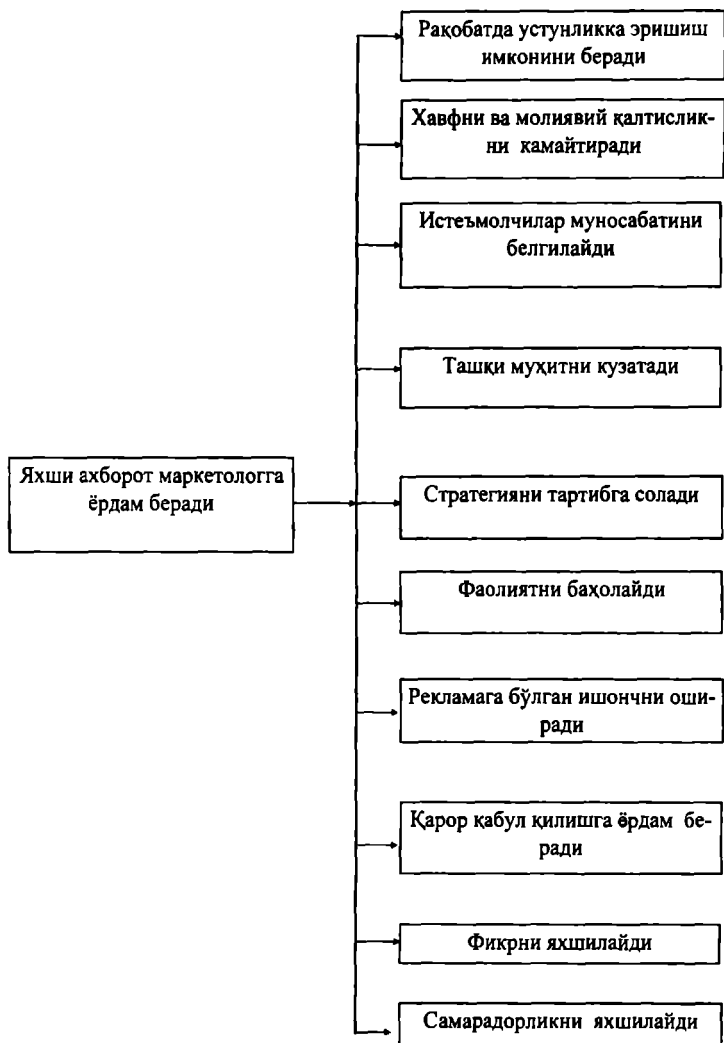 Рақобатда устунликка эришиш
имконини беради
Хавфни ва молиявий қалтислик-
ни камайтиради
Истеъмолчилар муносабатини
белгилайди
Ташқи муҳитни кузатади
Яхши ахборот маркетологга
ёрдам беради
Стратегияни тартибга солади
Фаолиятни баҳолайди
Рекламага бўлган ишончни оши-
ради
Қарор қабул қилишга ёрдам бе-
ради
Фикрни яхшилайди
Самарадорликни яхшилайди